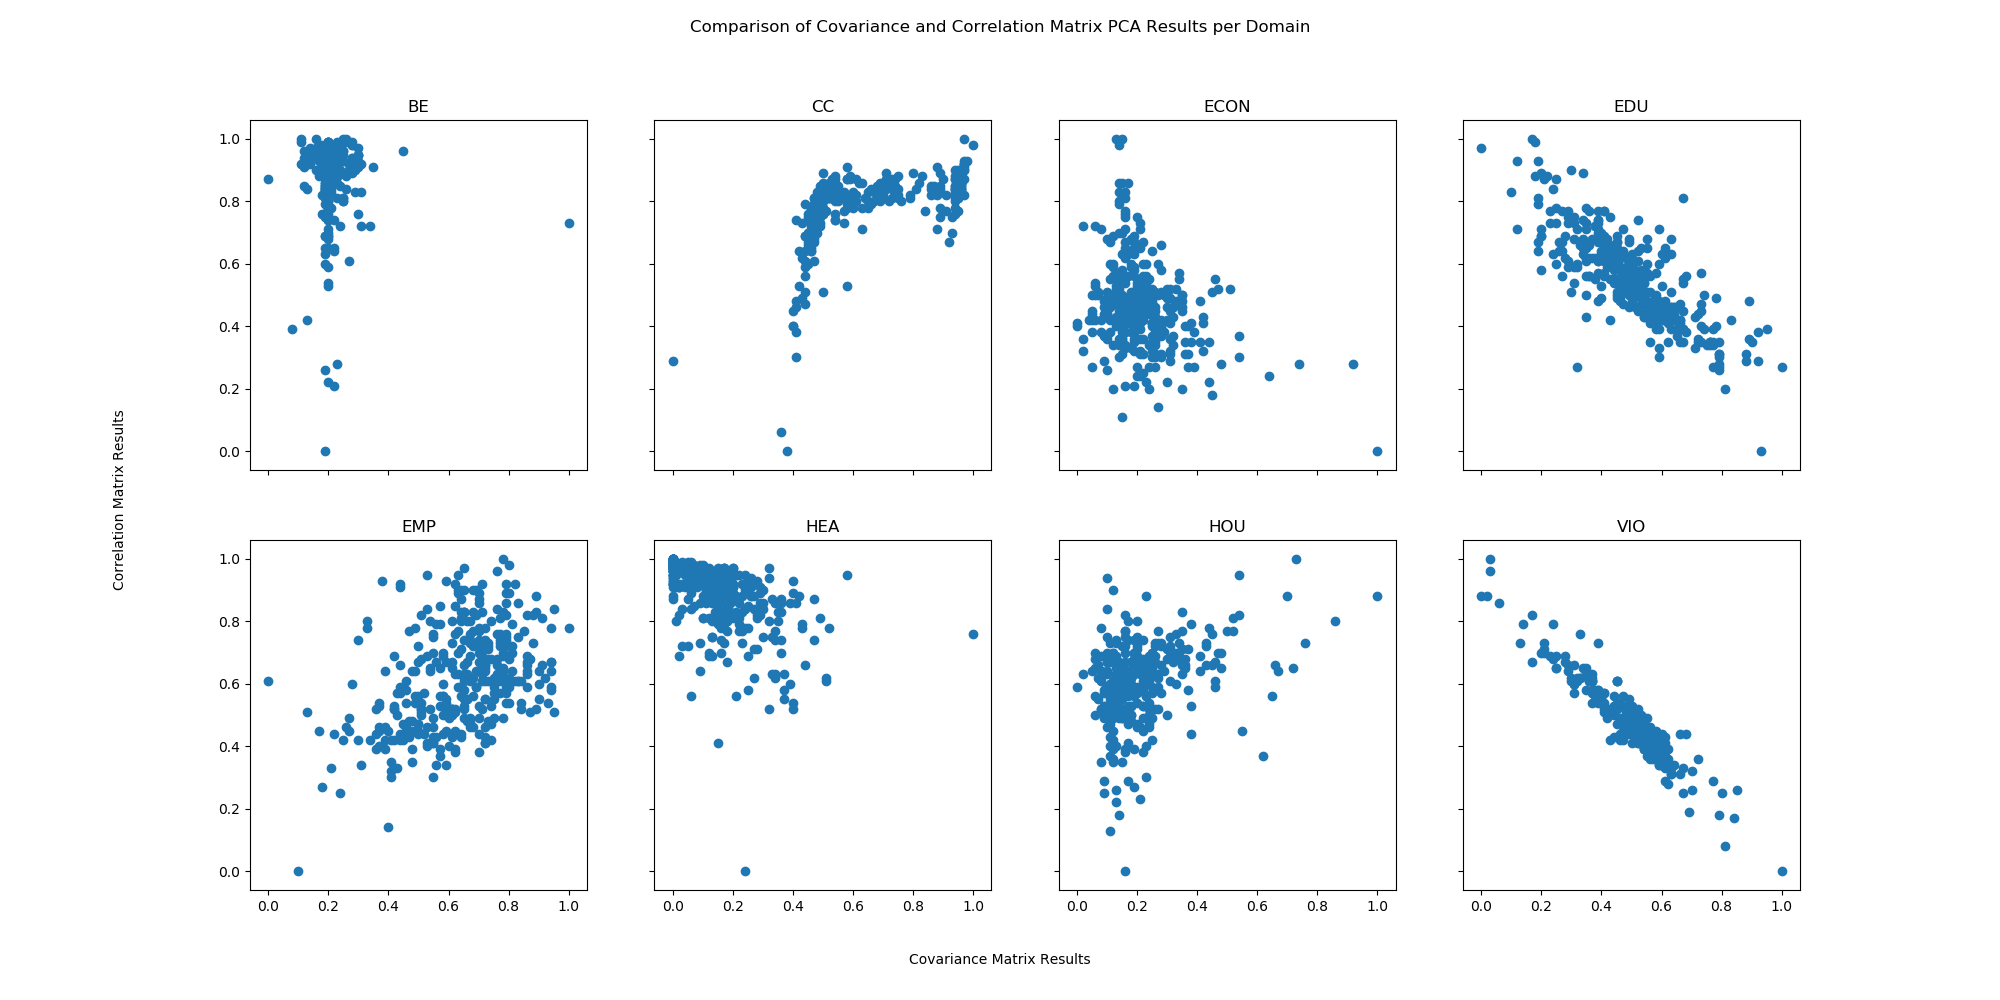 Comparison of Covariance and Correlation Matrix PCA Results per Domain
BE CC ECON EDU
1.0
0.8
0.6
0.4
0.2
0.0
EMP HEA HOU VIO
1.0
0.8
0.6
0.4
0.2
0.0
0.0 0.2 0.4 0.6 0.8 1.0 0.0 0.2 0.4 0.6 0.8 1.0 0.0 0.2 0.4 0.6 0.8 1.0 0.0 0.2 0.4 0.6 0.8 1.0
Correlation Matrix Results
Covariance Matrix Results